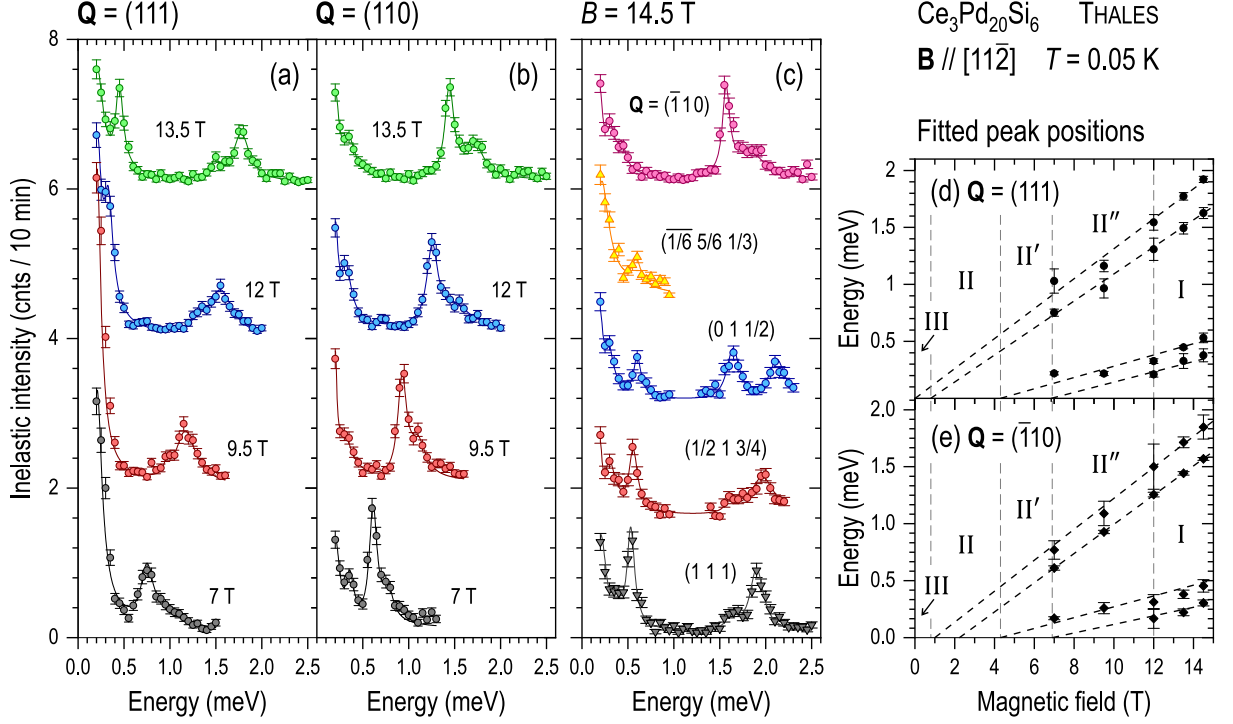 Q = (111)
Q = (110)
B = 14.5 T
Ce₃Pd₂₀Si₆ THALES
B // [112̅] T = 0.05 K
8
6
4
2
0
Inelastic intensity (cnts / 10 min)
(a)
13.5 T
12 T
9.5 T
7 T
0.0 0.5 1.0 1.5 2.0 2.5
Energy (meV)
(b)
13.5 T
12 T
9.5 T
7 T
0.0 0.5 1.0 1.5 2.0 2.5
Energy (meV)
(c)
Q = (1̅10)
(1̅/6̅ 5/6 1/3)
(0 1 1/2)
(1/2 1 3/4)
(1 1 1)
0.0 0.5 1.0 1.5 2.0 2.5
Energy (meV)
Fitted peak positions
(d) Q = (111)
2
1.5
1
0.5
Energy (meV)
III
II
II′
II″
I
(e) Q = (1̅10)
2.0
1.5
1.0
0.5
0.0
Energy (meV)
III
II
II′
II″
I
0 2 4 6 8 10 12 14
Magnetic field (T)